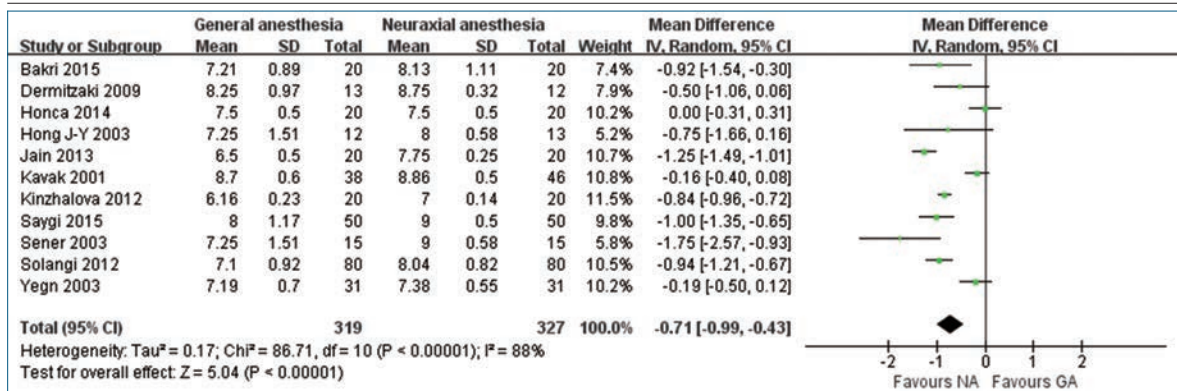 General anesthesia Neuraxial anesthesia Mean Difference Mean Difference
Study or Subgroup Mean SD Total Mean SD Total Weight IV, Random, 95% CI IV, Random, 95% CI
Bakri 2015 7.21 0.89 20 8.13 1.11 20 7.4% -0.92 [-1.54, -0.30]
Dermitzaki 2009 8.25 0.97 13 8.75 0.32 12 7.9% -0.50 [-1.06, 0.06]
Honca 2014 7.5 0.5 20 7.5 0.5 20 10.2% 0.00 [-0.31, 0.31]
Hong J-Y 2003 7.25 1.51 12 8 0.58 13 5.2% -0.75 [-1.66, 0.16]
Jain 2013 6.5 0.5 20 7.75 0.25 20 10.7% -1.25 [-1.49, -1.01]
Kavak 2001 8.7 0.6 38 8.86 0.5 46 10.8% -0.16 [-0.40, 0.08]
Kinzhalova 2012 6.16 0.23 20 7 0.14 20 11.5% -0.84 [-0.96, -0.72]
Saygi 2015 8 1.17 50 9 0.5 50 9.8% -1.00 [-1.35, -0.65]
Sener 2003 7.25 1.51 15 9 0.58 15 5.8% -1.75 [-2.57, -0.93]
Solangi 2012 7.1 0.92 80 8.04 0.82 80 10.5% -0.94 [-1.21, -0.67]
Yegn 2003 7.19 0.7 31 7.38 0.55 31 10.2% -0.19 [-0.50, 0.12]
Total (95% CI) 319 327 100.0% -0.71 [-0.99, -0.43]
Heterogeneity: Tau² = 0.17; Chi² = 86.71, df = 10 (P < 0.00001); I² = 88%
Test for overall effect: Z = 5.04 (P < 0.00001)
-2 -1 0 1 2
Favours NA Favours GA